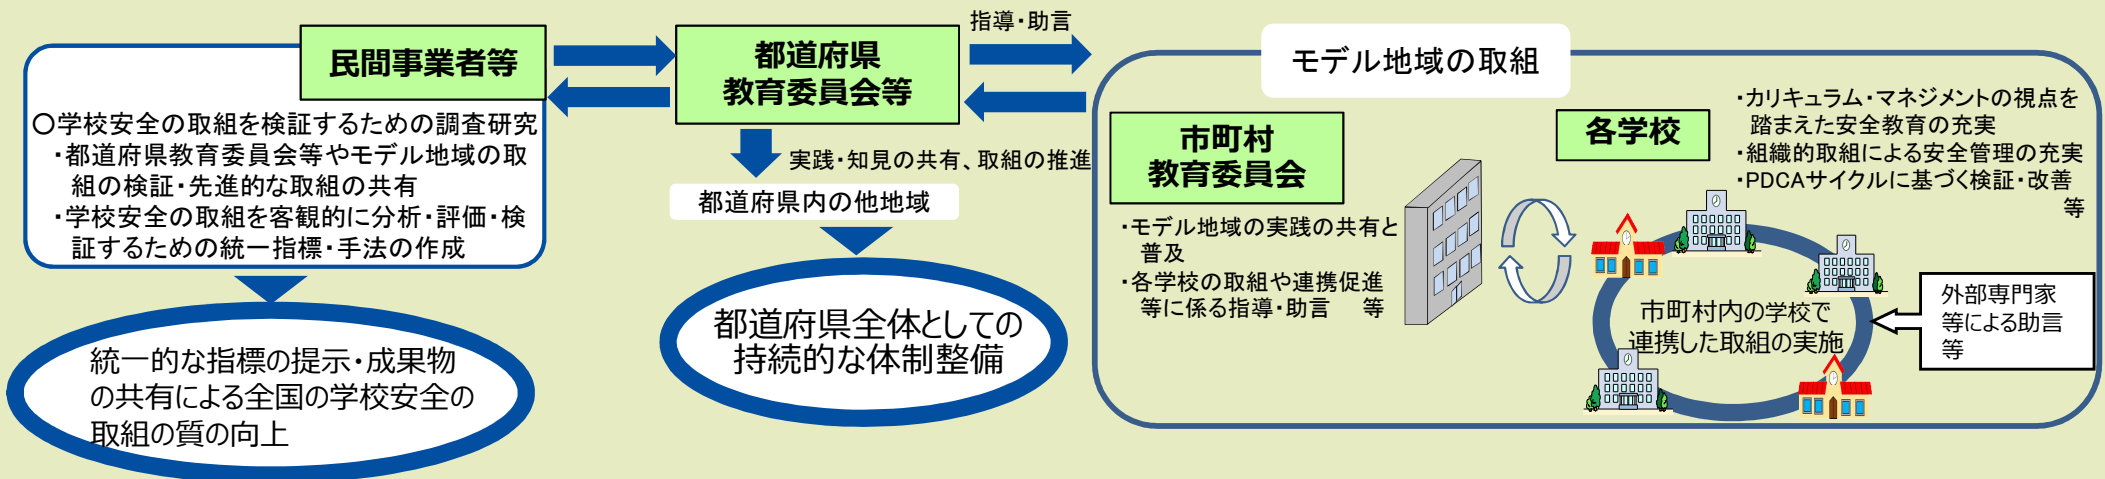 民間事業者等
〇学校安全の取組を検証するための調査研究
・都道府県教育委員会等やモデル地域の取
組の検証・先進的な取組の共有
・学校安全の取組を客観的に分析・評価・検
証するための統一指標・手法の作成
統一的な指標の提示・成果物
の共有による全国の学校安全の
取組の質の向上
都道府県
教育委員会等
指導・助言
実践・知見の共有、取組の推進
都道府県内の他地域
都道府県全体としての
持続的な体制整備
モデル地域の取組
市町村
教育委員会
・モデル地域の実践の共有と
普及
・各学校の取組や連携促進
等に係る指導・助言　等
各学校
・カリキュラム・マネジメントの視点を
踏まえた安全教育の充実
・組織的取組による安全管理の充実
・PDCAサイクルに基づく検証・改善
等
市町村内の学校で
連携した取組の実施
外部専門家
等による助言
等